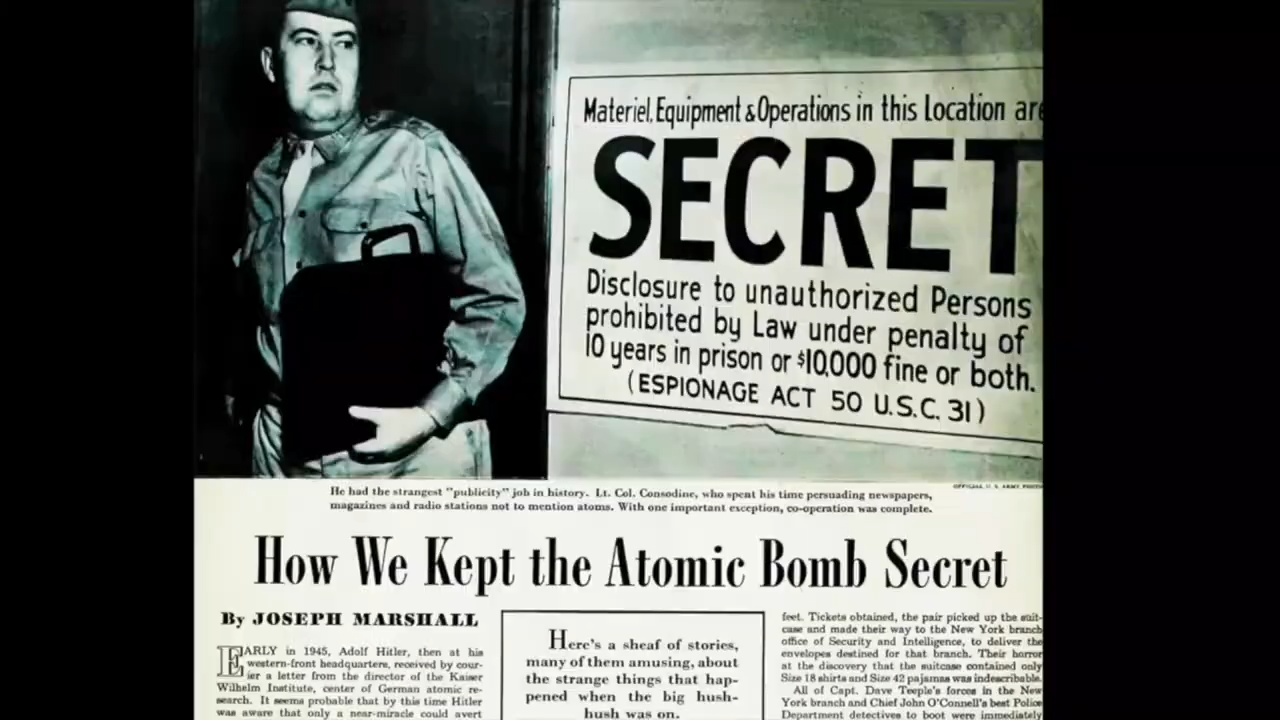 Materiel, Equipment & Operations in this Location are
SECRET
Disclosure to unauthorized Persons
prohibited by Law under penalty of
10 years in prison or $10,000 fine or both.
(ESPIONAGE ACT 50 U.S.C. 31)
OFFICIAL U. S. ARMY PHOTO
He had the strangest "publicity" job in history. Lt. Col. Consodine, who spent his time persuading newspapers,
magazines and radio stations not to mention atoms. With one important exception, co-operation was complete.
How We Kept the Atomic Bomb Secret
By JOSEPH MARSHALL
EARLY in 1945, Adolf Hitler, then at his
western-front headquarters, received by cour-
ier a letter from the director of the Kaiser
Wilhelm Institute, center of German atomic re-
search. It seems probable that by this time Hitler
was aware that only a near-miracle could avert
Here's a sheaf of stories,
many of them amusing, about
the strange things that hap-
pened when the big hush-
hush was on.
feet. Tickets obtained, the pair picked up the suit-
case and made their way to the New York branch
office of Security and Intelligence, to deliver the
envelopes destined for that branch. Their horror
at the discovery that the suitcase contained only
Size 18 shirts and Size 42 pajamas was indescribable.
All of Capt. Dave Teeple's forces in the New
York branch and Chief John O'Connell's best Police
Department detectives to boot were immediately